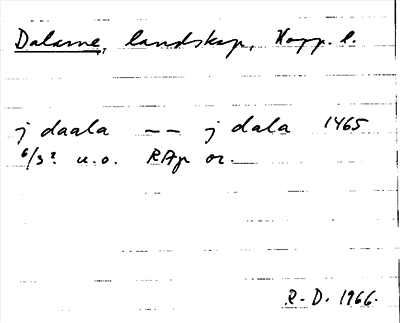 Dalarne, landskap, Kopp. l.
j daala — — j dala 1465
6/3? u.o. RAp or.
R.D. 1966.